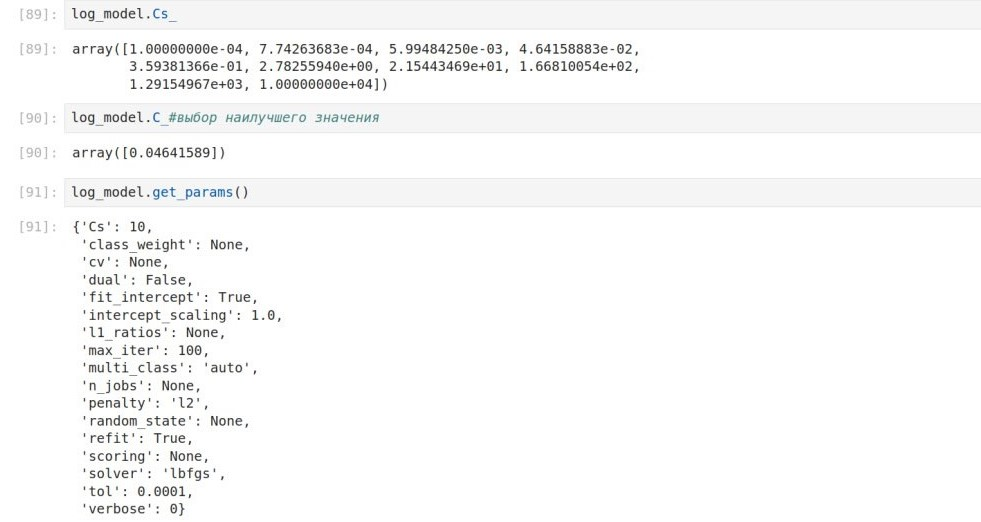 [89]: log_model.Cs_
[89]: array([1.00000000e-04, 7.74263683e-04, 5.99484250e-03, 4.64158883e-02,
3.59381366e-01, 2.78255940e+00, 2.15443469e+01, 1.66810054e+02,
1.29154967e+03, 1.00000000e+04])
[90]: log_model.C_#выбор наилучшего значения
[90]: array([0.04641589])
[91]: log_model.get_params()
[91]: {'Cs': 10,
'class_weight': None,
'cv': None,
'dual': False,
'fit_intercept': True,
'intercept_scaling': 1.0,
'l1_ratios': None,
'max_iter': 100,
'multi_class': 'auto',
'n_jobs': None,
'penalty': 'l2',
'random_state': None,
'refit': True,
'scoring': None,
'solver': 'lbfgs',
'tol': 0.0001,
'verbose': 0}